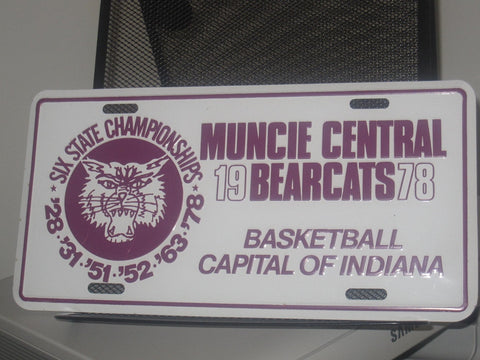 SIX STATE CHAMPIONSHIPS
'28 · '31 · '51 · '52 · '63 · '78
MUNCIE CENTRAL
19 BEARCATS 78
BASKETBALL
CAPITAL OF INDIANA